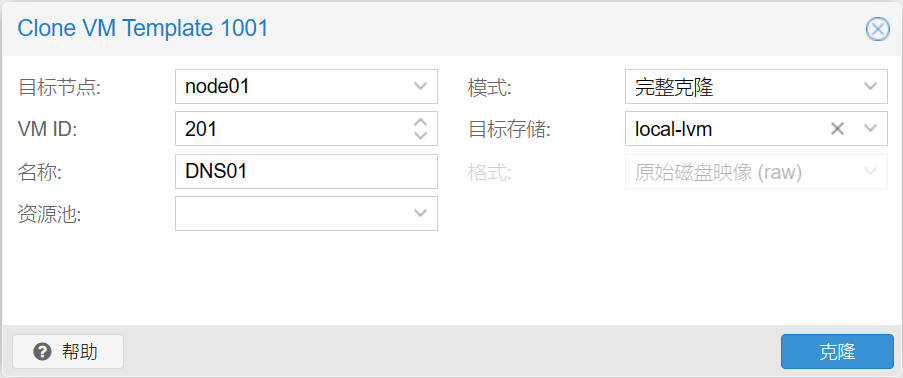 Clone VM Template 1001
目标节点: node01
模式: 完整克隆
VM ID: 201
目标存储: local-lvm
名称: DNS01
格式: 原始磁盘映像 (raw)
资源池:
帮助
克隆